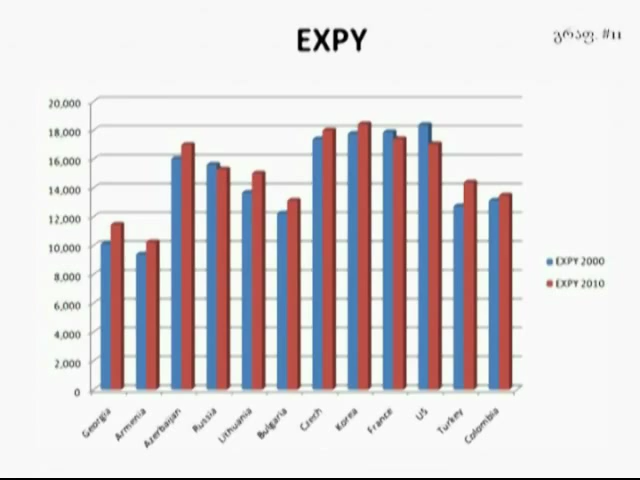 EXPY
გრაფ. #11
20,000
18,000
16,000
14,000
12,000
10,000
8,000
6,000
4,000
2,000
0
Georgia
Armenia
Azerbaijan
Russia
Lithuania
Bulgaria
Czech
Korea
France
US
Turkey
Colombia
EXPY 2000
EXPY 2010